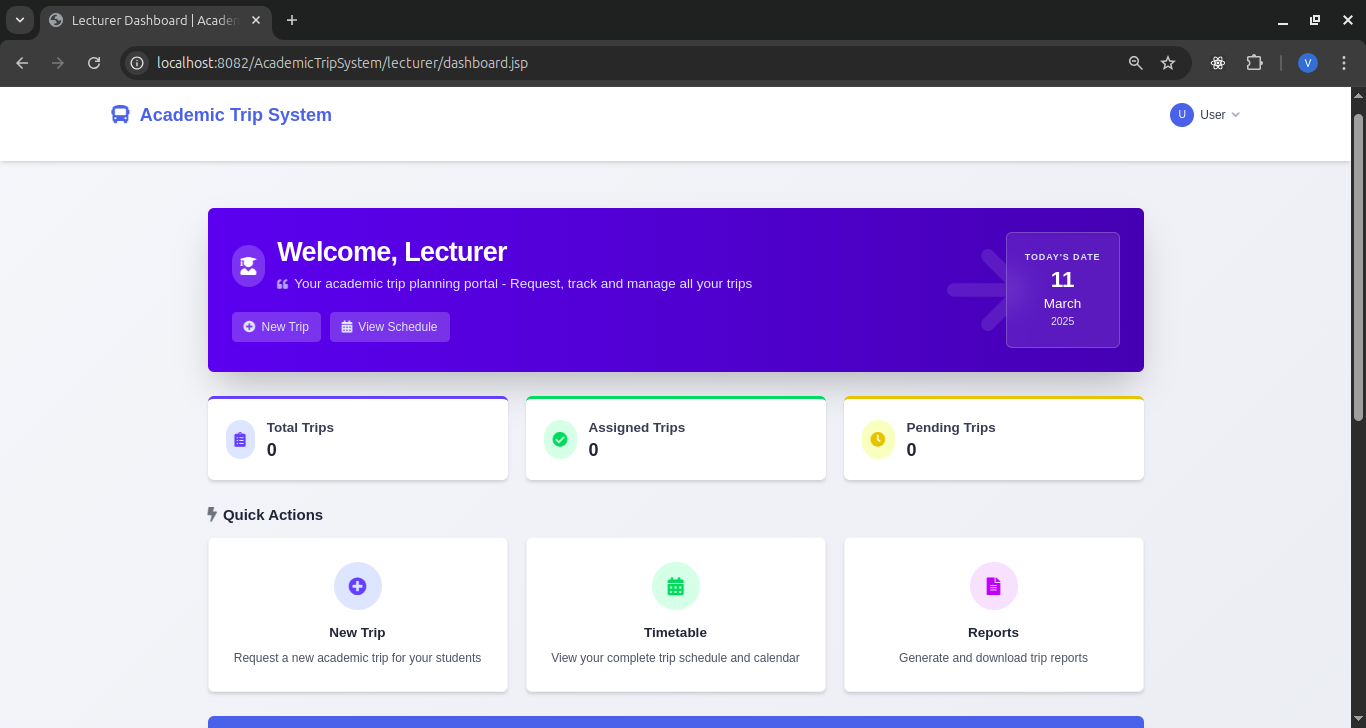 Lecturer Dashboard | Academ
localhost:8082/AcademicTripSystem/lecturer/dashboard.jsp
V
Academic Trip System
U User
Welcome, Lecturer
Your academic trip planning portal - Request, track and manage all your trips
New Trip View Schedule
TODAY'S DATE
11
March
2025
Total Trips
0
Assigned Trips
0
Pending Trips
0
Quick Actions
New Trip
Request a new academic trip for your students
Timetable
View your complete trip schedule and calendar
Reports
Generate and download trip reports